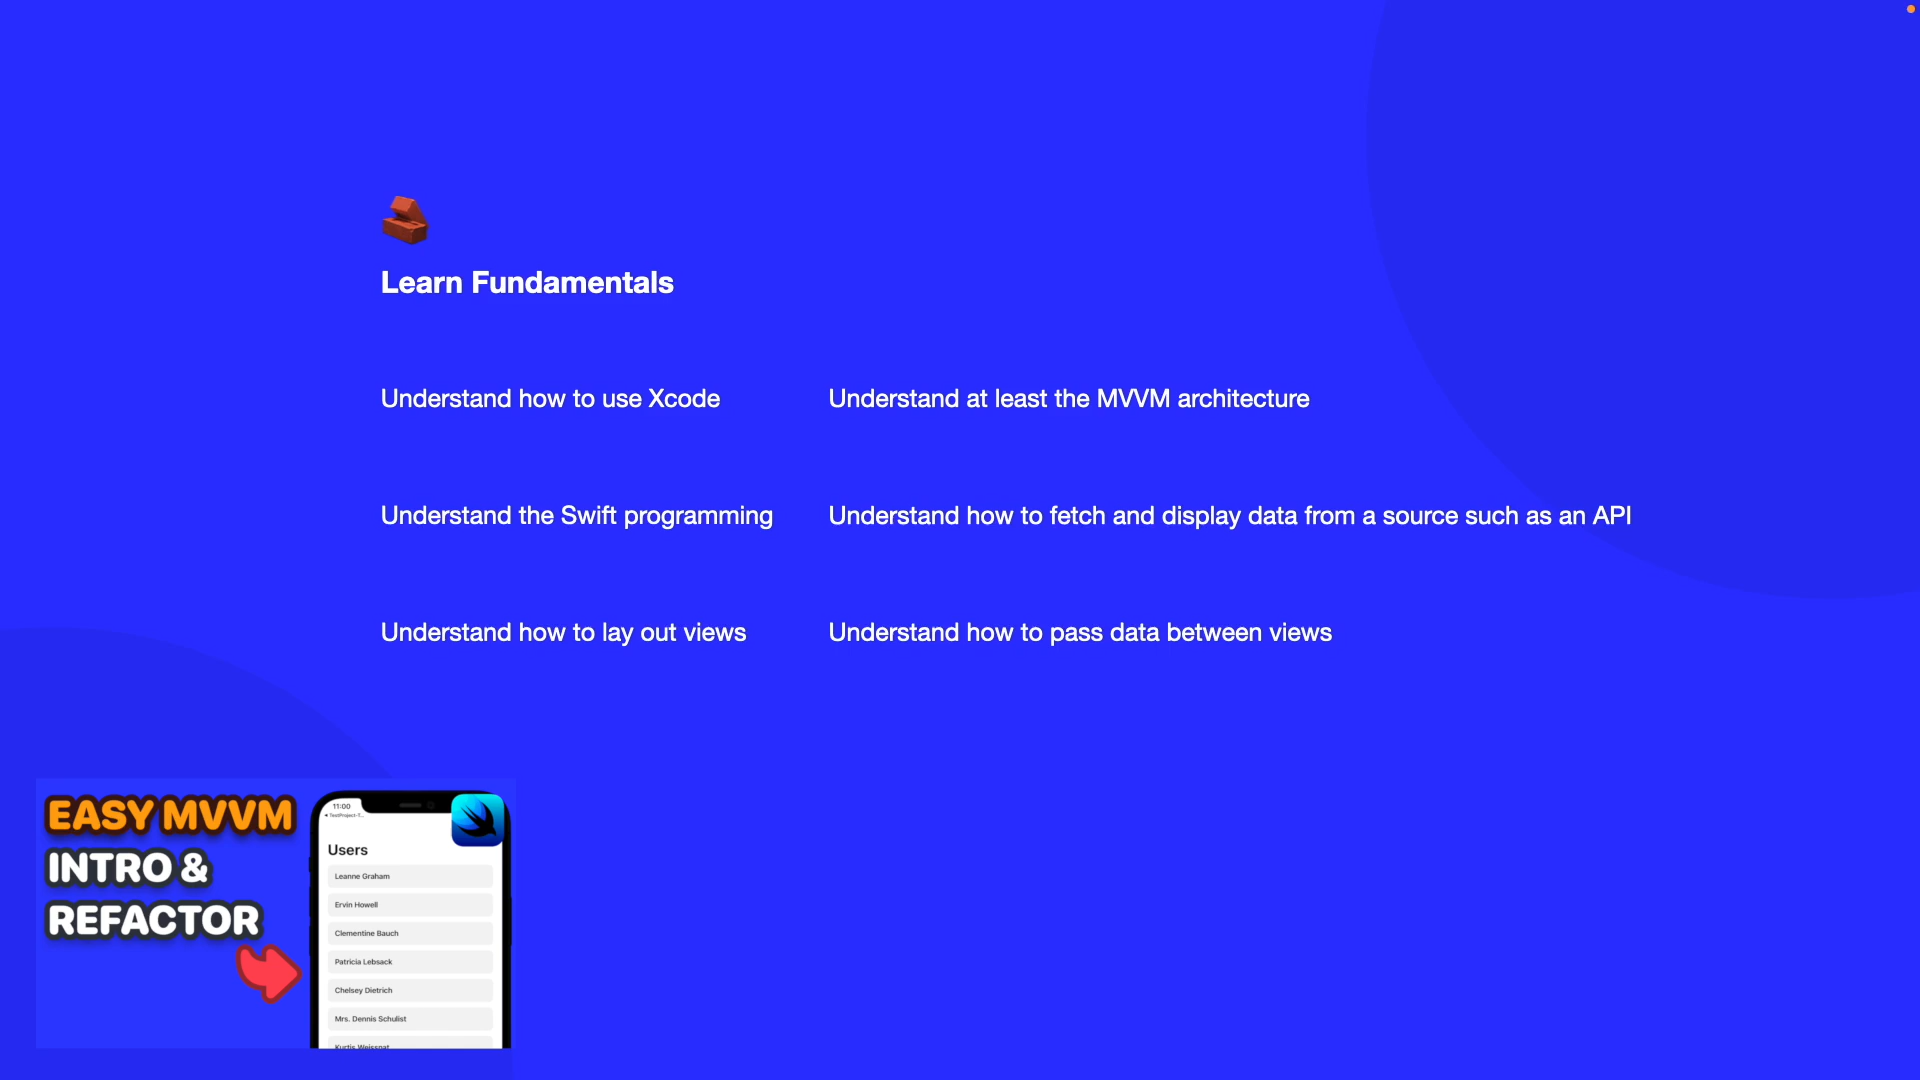 Learn Fundamentals
Understand how to use Xcode
Understand at least the MVVM architecture
Understand the Swift programming
Understand how to fetch and display data from a source such as an API
Understand how to lay out views
Understand how to pass data between views
EASY MVVM
INTRO &
REFACTOR
11:00
◂ TestProject-T...
Users
Leanne Graham
Ervin Howell
Clementine Bauch
Patricia Lebsack
Chelsey Dietrich
Mrs. Dennis Schulist
Kurtis Weissnat